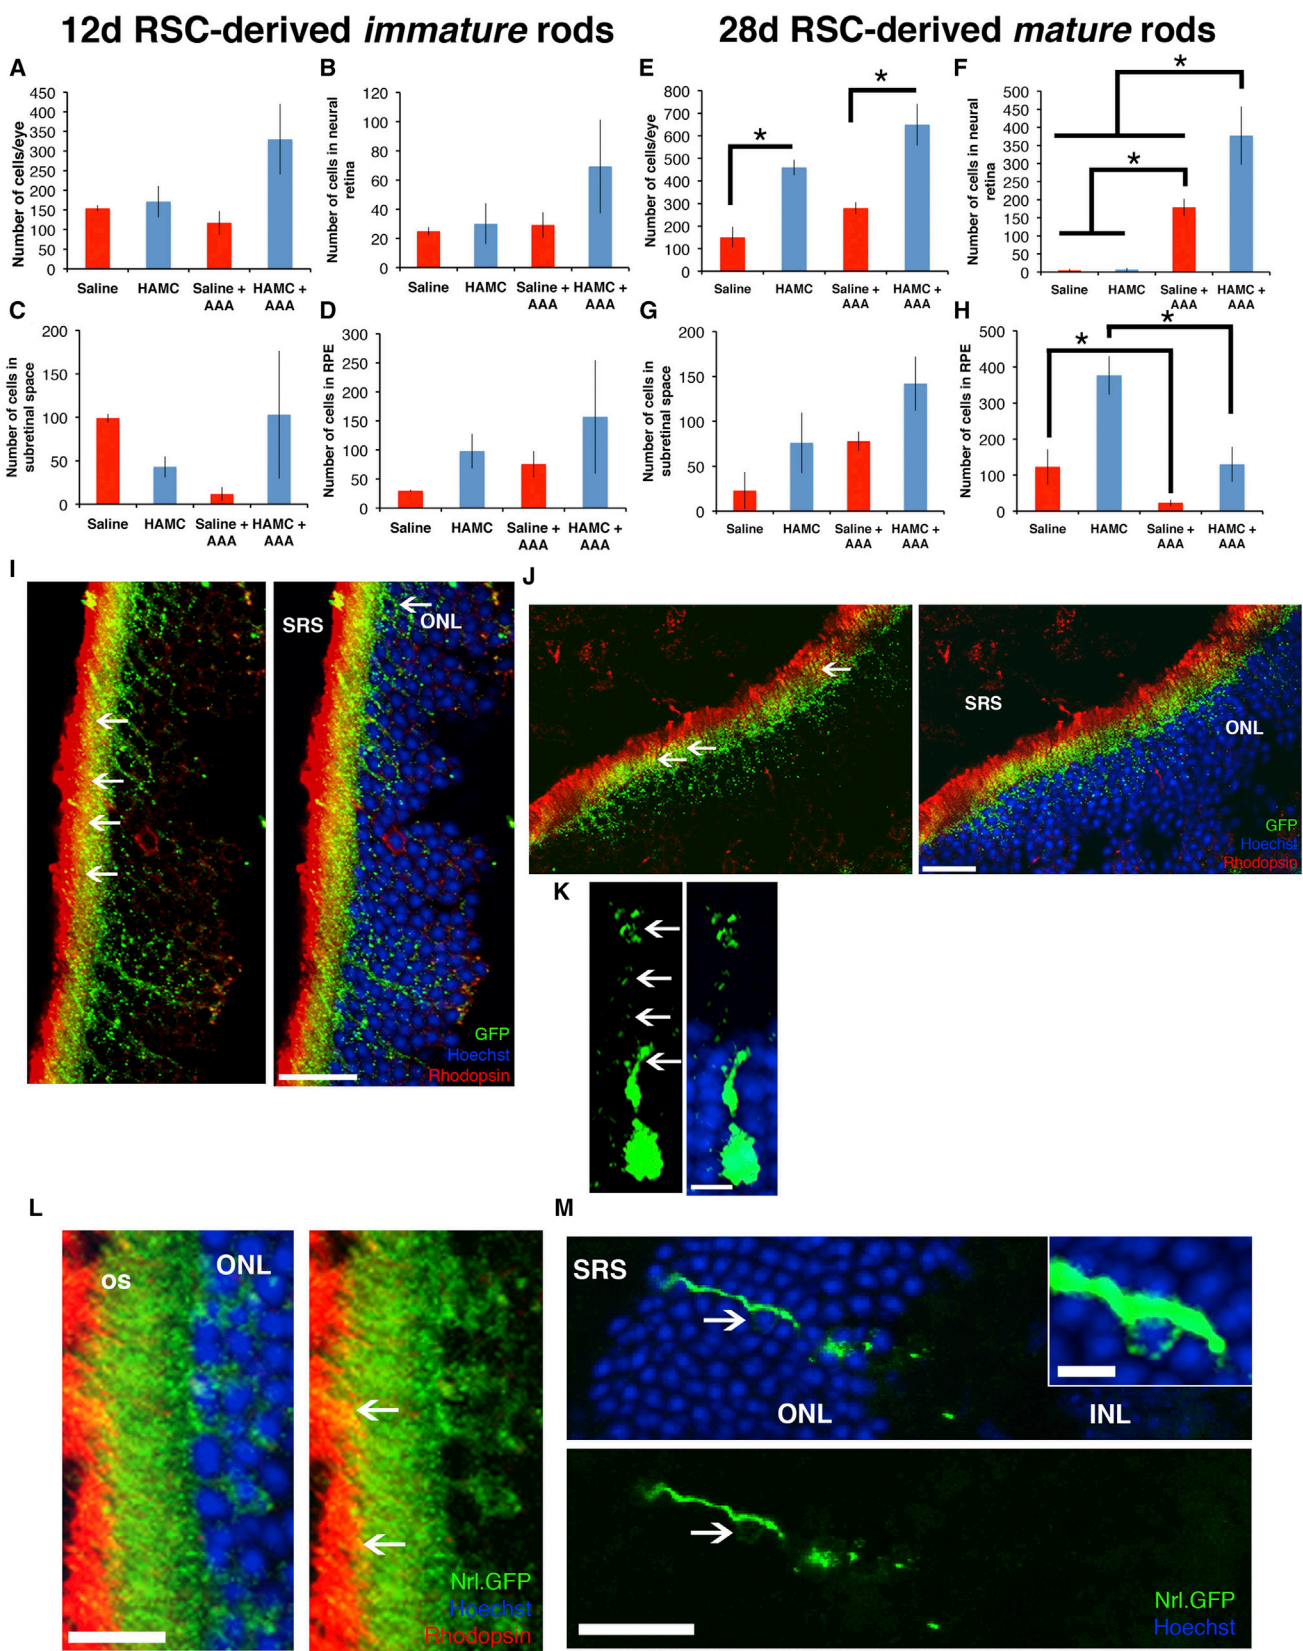 12d RSC-derived immature rods
28d RSC-derived mature rods
A
Number of cells/eye
450
400
350
300
250
200
150
100
50
0
Saline
HAMC
Saline +
AAA
HAMC +
AAA
B
Number of cells in neural
retina
120
100
80
60
40
20
0
Saline
HAMC
Saline +
AAA
HAMC +
AAA
C
Number of cells in
subretinal space
200
150
100
50
0
Saline
HAMC
Saline +
AAA
HAMC +
AAA
D
Number of cells in RPE
300
250
200
150
100
50
0
Saline
HAMC
Saline +
AAA
HAMC +
AAA
E
Number of cells/eye
800
700
600
500
400
300
200
100
0
*
*
Saline
HAMC
Saline +
AAA
HAMC +
AAA
F
Number of cells in neural
retina
500
450
400
350
300
250
200
150
100
50
0
*
*
Saline
HAMC
Saline +
AAA
HAMC +
AAA
G
Number of cells in
subretinal space
200
150
100
50
0
Saline
HAMC
Saline +
AAA
HAMC +
AAA
H
Number of cells in RPE
500
400
300
200
100
0
*
*
Saline
HAMC
Saline +
AAA
HAMC +
AAA
I
SRS
ONL
GFP
Hoechst
Rhodopsin
J
SRS
ONL
GFP
Hoechst
Rhodopsin
K
L
os
ONL
Nrl.GFP
Hoechst
Rhodopsin
M
SRS
ONL
INL
Nrl.GFP
Hoechst